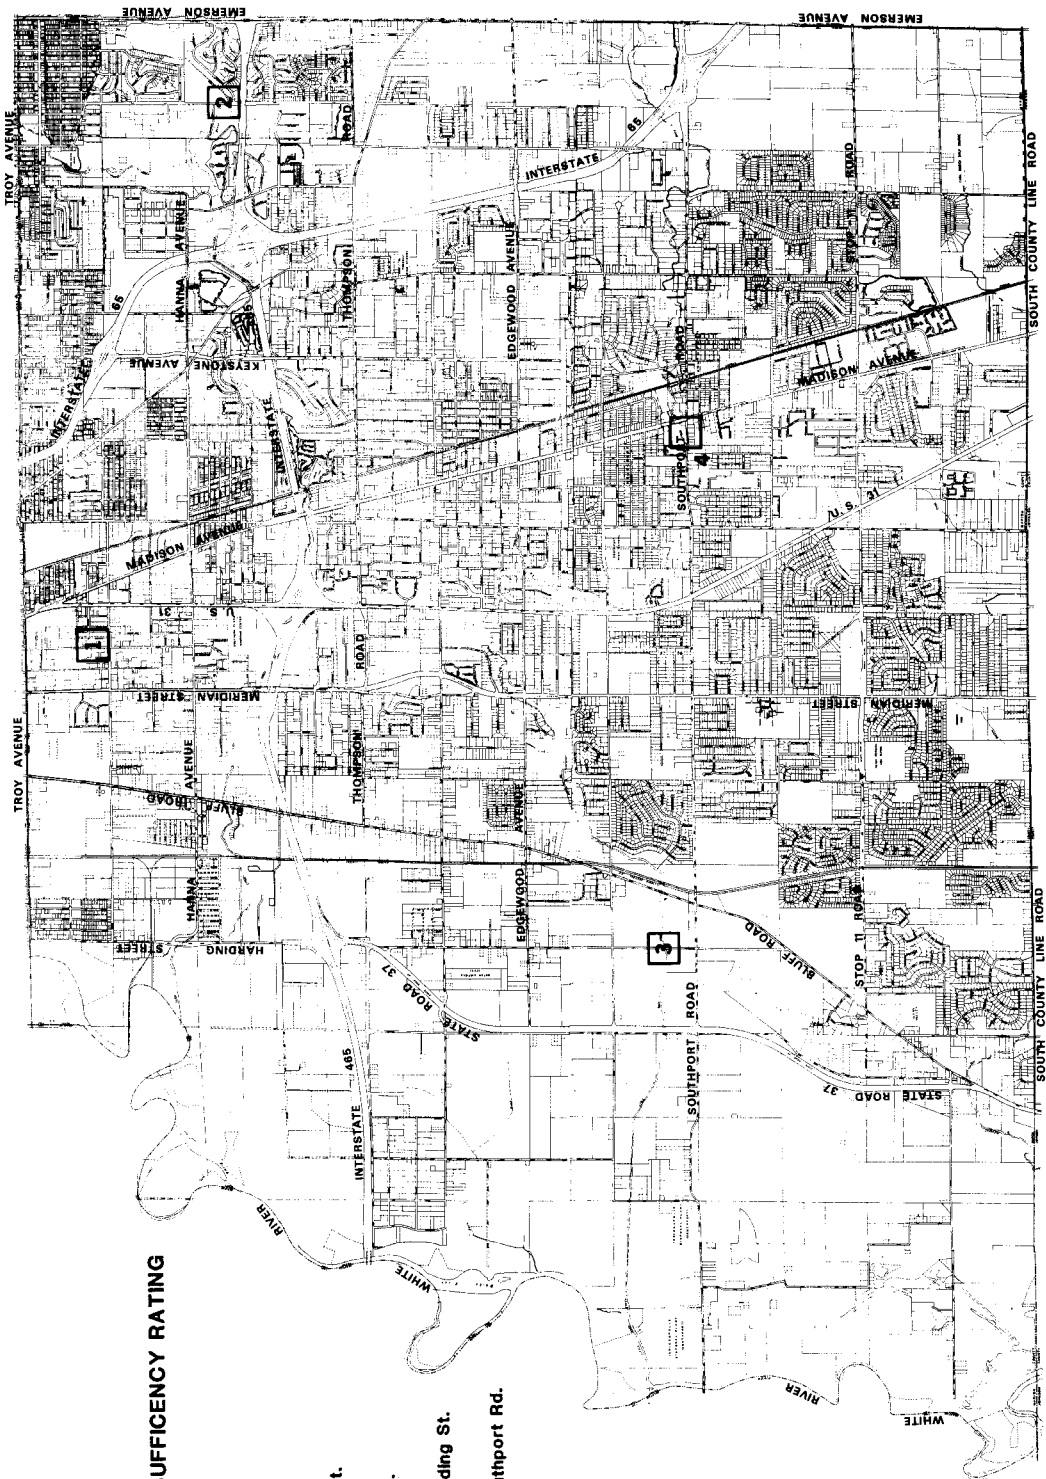 EMERSON AVENUE
EMERSON AVENUE
TROY AVENUE
2
ROAD
65
INTERSTATE
ROAD
SOUTH COUNTY LINE ROAD
HANNA AVENUE
THOMPSON
EDGEWOOD AVENUE
STOP 11
65
INTERSTATE
KEYSTONE AVENUE
465
INTERSTATE
ROAD
MADISON AVENUE
SOUTHPORT
4
MADISON AVENUE
U.S. 31
1
U.S. 31
ROAD
MERIDIAN STREET
MERIDIAN STREET
TROY AVENUE
AVENUE
THOMPSON
BLUFF ROAD
AVENUE
HANNA
EDGEWOOD
HARDING STREET
3
ROAD
BLUFF ROAD
STOP 11
SOUTH COUNTY LINE ROAD
STATE ROAD 37
ROAD
465
INTERSTATE
SOUTHPORT
37
STATE ROAD
RIVER
WHITE
RIVER
WHITE
UFFICENCY RATING
t.
.
ding St.
thport Rd.